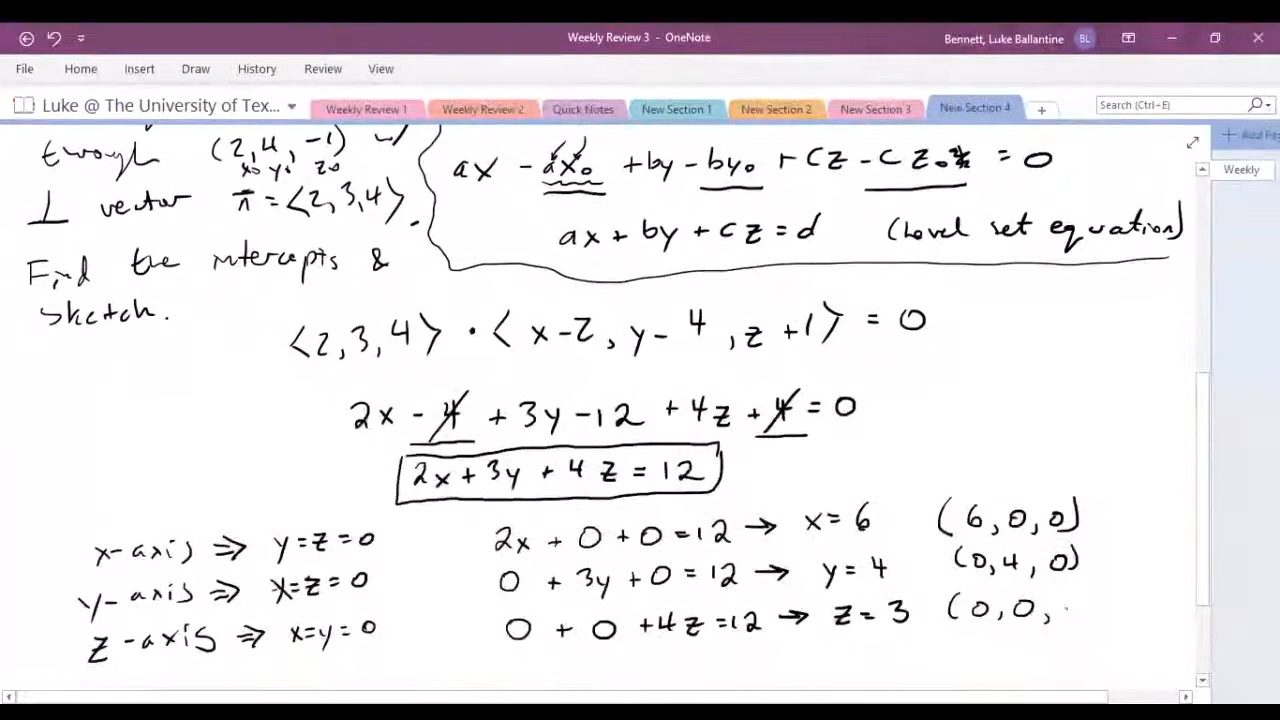 Weekly Review 3 - OneNote
Bennett, Luke Ballantine BL
File Home Insert Draw History Review View
Luke @ The University of Tex... Weekly Review 1 Weekly Review 2 Quick Notes New Section 1 New Section 2 New Section 3 New Section 4 + Search (Ctrl+E)
Add Pa
Weekly
(2, 4, -1) w/
x₀ y₀ z₀
⊥ vector n = <2, 3, 4>.
Find the intercepts &
sketch.
ax - ax₀ + by - by₀ + cz - cz₀ = 0
ax + by + cz = d (Level set equation)
<2, 3, 4> · <x-2, y-4, z+1> = 0
2x - 4 + 3y - 12 + 4z + 4 = 0
2x + 3y + 4z = 12
x-axis ⇒ y=z=0 2x + 0 + 0 = 12 → x = 6 (6, 0, 0)
y-axis ⇒ x=z=0 0 + 3y + 0 = 12 → y = 4 (0, 4, 0)
z-axis ⇒ x=y=0 0 + 0 + 4z = 12 → z = 3 (0, 0,